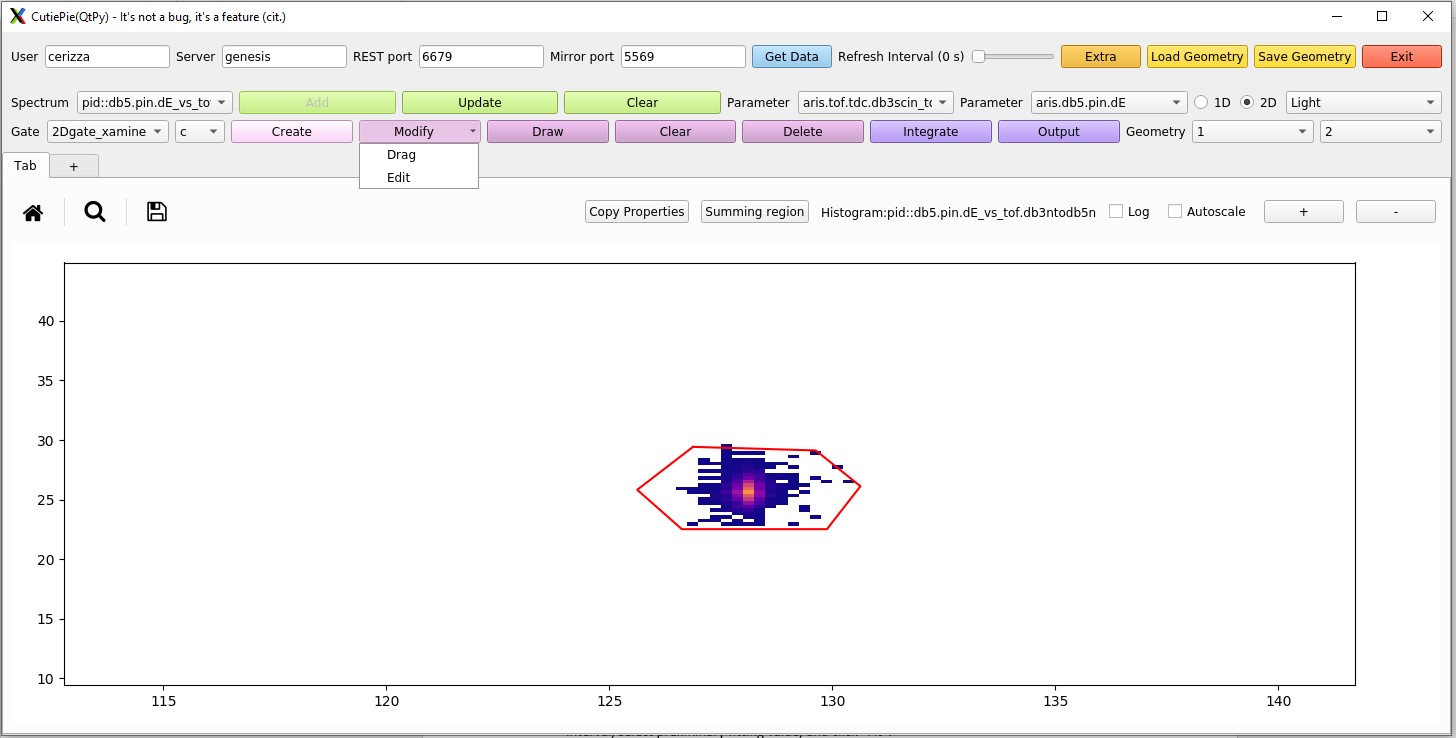 CutiePie(QtPy) - It's not a bug, it's a feature (cit.)
User cerizza Server genesis REST port 6679 Mirror port 5569 Get Data Refresh Interval (0 s) Extra Load Geometry Save Geometry Exit
Spectrum pid::db5.pin.dE_vs_to Add Update Clear Parameter aris.tof.tdc.db3scin_tc Parameter aris.db5.pin.dE 1D 2D Light
Gate 2Dgate_xamine c Create Modify Draw Clear Delete Integrate Output Geometry 1 2
Drag
Edit
Tab +
Copy Properties Summing region Histogram:pid::db5.pin.dE_vs_tof.db3ntodb5n Log Autoscale + -
40
35
30
25
20
15
10
115 120 125 130 135 140